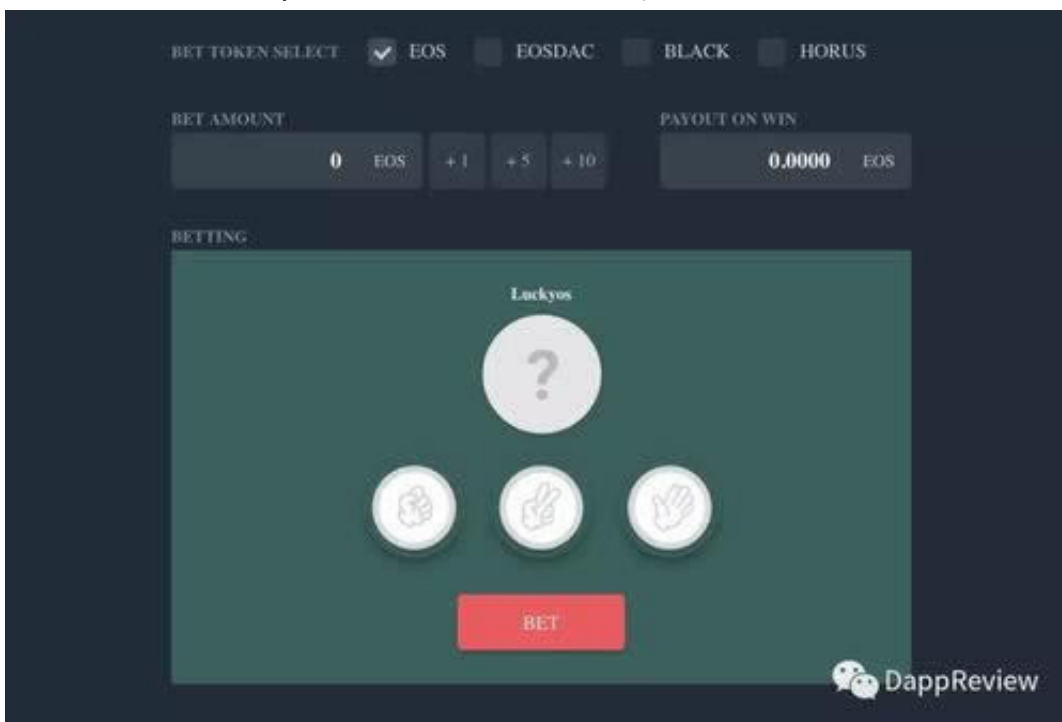 BET TOKEN SELECT EOS EOSDAC BLACK HORUS
BET AMOUNT PAYOUT ON WIN
0 EOS + 1 + 5 + 10 0.0000 EOS
BETTING
Luckyos
?
BET
DappReview